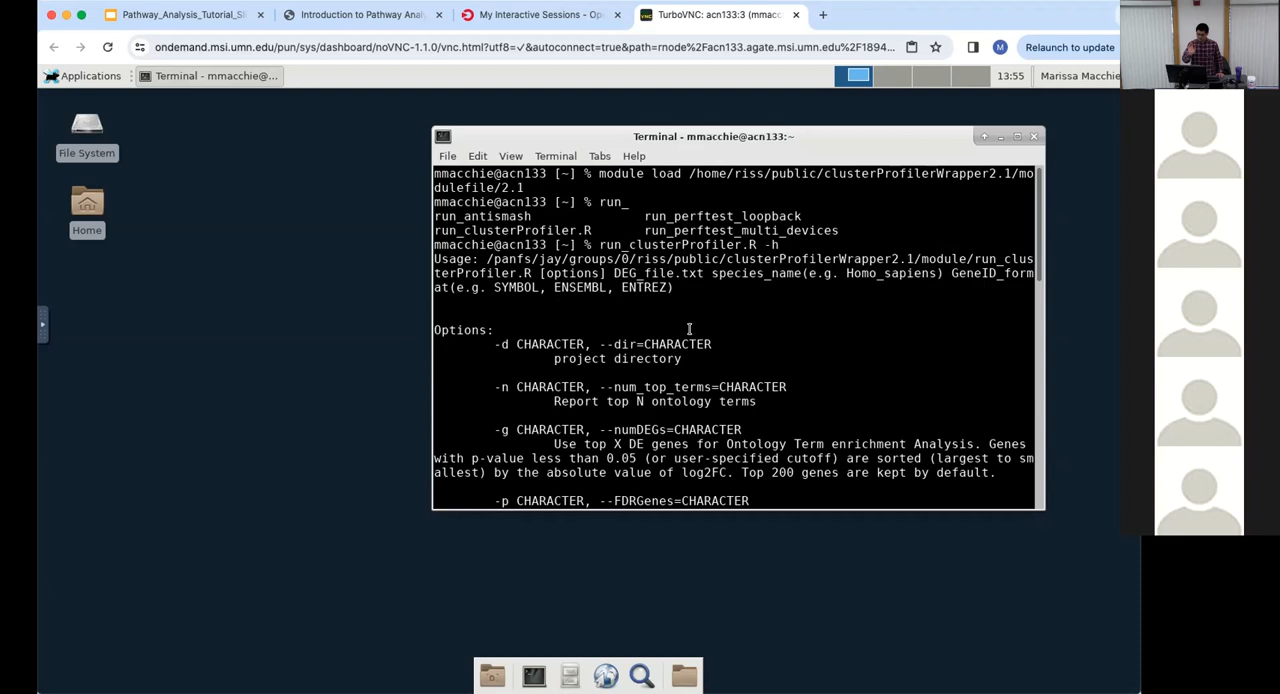 Pathway_Analysis_Tutorial_Sl
Introduction to Pathway Anal
My Interactive Sessions - Op
TurboVNC: acn133:3 (mmacc
ondemand.msi.umn.edu/pun/sys/dashboard/noVNC-1.1.0/vnc.html?utf8=✓&autoconnect=true&path=rnode%2Facn133.agate.msi.umn.edu%2F1894...
M
Relaunch to update
Applications
Terminal - mmacchie@...
13:55
Marissa Macchie
File System
Home
Terminal - mmacchie@acn133:~
File Edit View Terminal Tabs Help
mmacchie@acn133 [~] % module load /home/riss/public/clusterProfilerWrapper2.1/mo
dulefile/2.1
mmacchie@acn133 [~] % run_
run_antismash run_perftest_loopback
run_clusterProfiler.R run_perftest_multi_devices
mmacchie@acn133 [~] % run_clusterProfiler.R -h
Usage: /panfs/jay/groups/0/riss/public/clusterProfilerWrapper2.1/module/run_clus
terProfiler.R [options] DEG_file.txt species_name(e.g. Homo_sapiens) GeneID_form
at(e.g. SYMBOL, ENSEMBL, ENTREZ)
Options:
-d CHARACTER, --dir=CHARACTER
project directory
-n CHARACTER, --num_top_terms=CHARACTER
Report top N ontology terms
-g CHARACTER, --numDEGs=CHARACTER
Use top X DE genes for Ontology Term enrichment Analysis. Genes
with p-value less than 0.05 (or user-specified cutoff) are sorted (largest to sm
allest) by the absolute value of log2FC. Top 200 genes are kept by default.
-p CHARACTER, --FDRGenes=CHARACTER